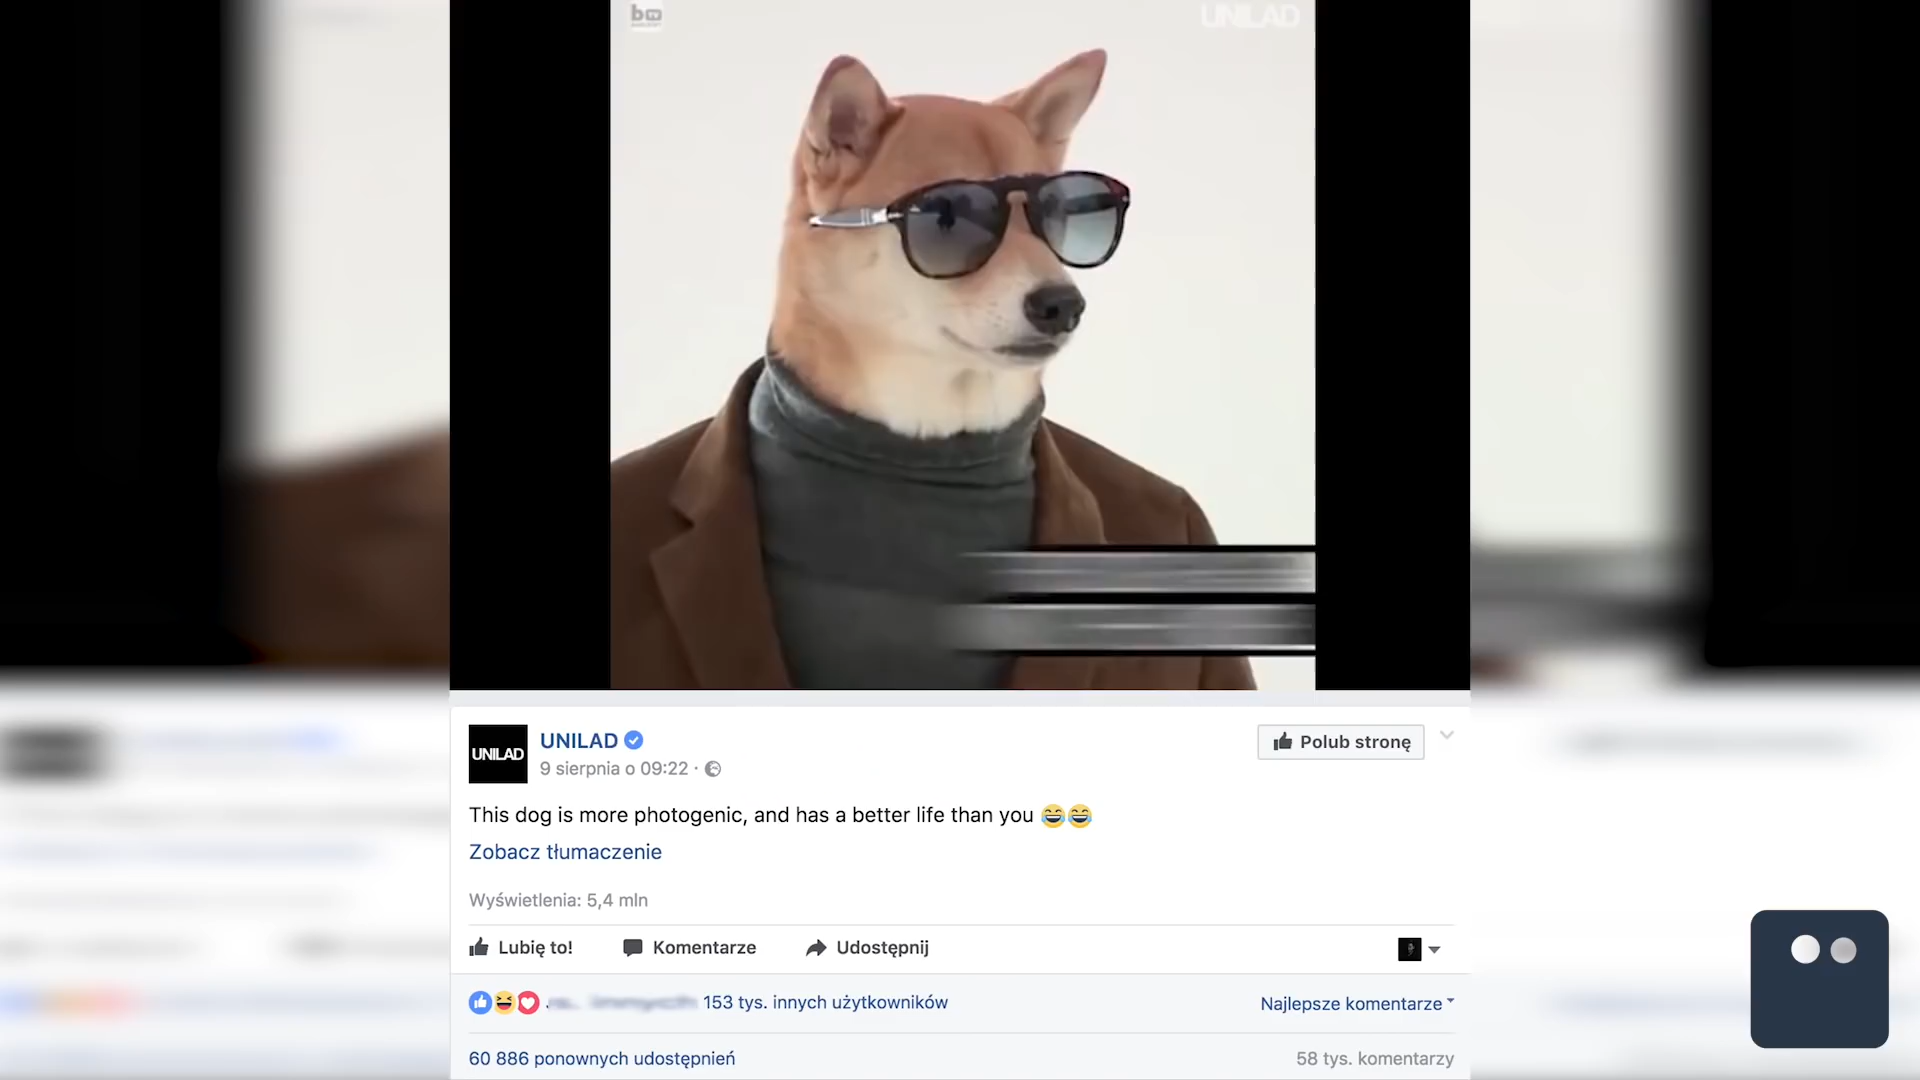 UNILAD
UNILAD
UNILAD
9 sierpnia o 09:22 ·
Polub stronę
This dog is more photogenic, and has a better life than you 😂😂
Zobacz tłumaczenie
Wyświetlenia: 5,4 mln
Lubię to! Komentarze Udostępnij
153 tys. innych użytkowników
Najlepsze komentarze
60 886 ponownych udostępnień
58 tys. komentarzy